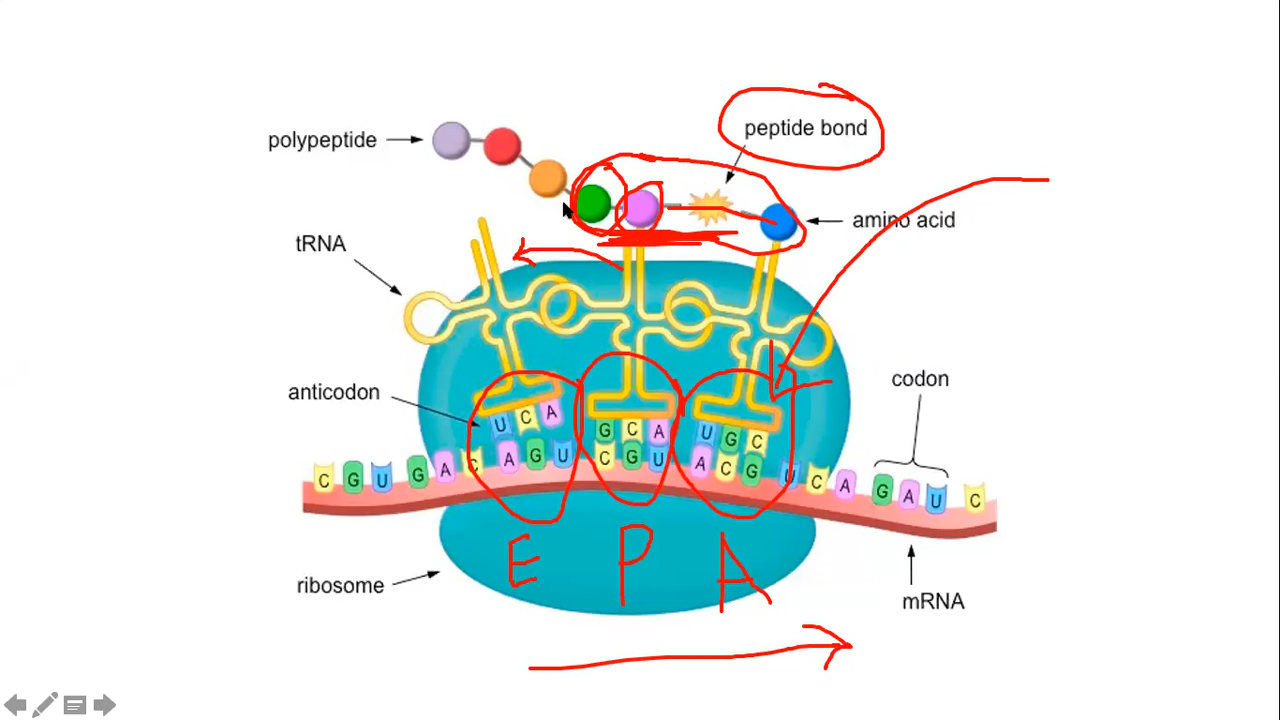 peptide bond
polypeptide
amino acid
tRNA
anticodon
codon
U C A
G C A
U G C
C G U G A C A G U C G U A C G U C A G A U C
E P A
ribosome
mRNA